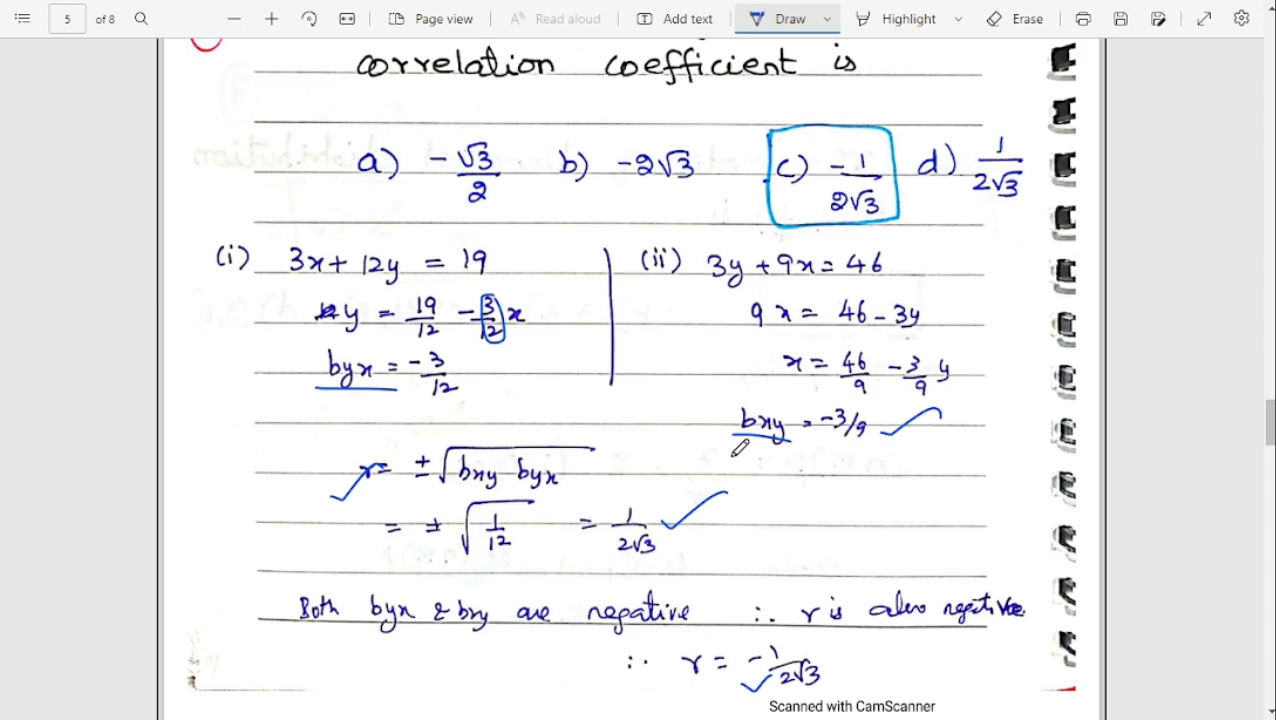 5 of 8 Page view Read aloud Add text Draw Highlight Erase
correlation coefficient is
a) -√3/2 b) -2√3 c) -1/2√3 d) 1/2√3
(i) 3x + 12y = 19
y = 19/12 - 3/12 x
byx = -3/12
(ii) 3y + 9x = 46
9x = 46 - 3y
x = 46/9 - 3/9 y
bxy = -3/9
r = ± √bxy byx
= ± √1/12 = 1/2√3
Both byx & bxy are negative ∴ r is also negative
∴ r = -1/2√3
Scanned with CamScanner